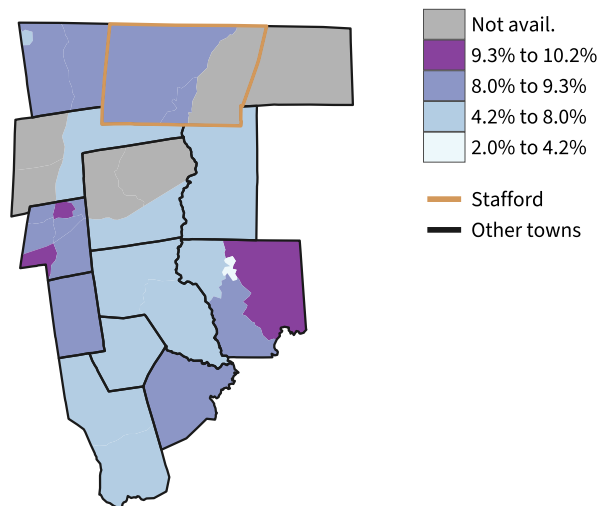 Not avail.
9.3% to 10.2%
8.0% to 9.3%
4.2% to 8.0%
2.0% to 4.2%
Stafford
Other towns